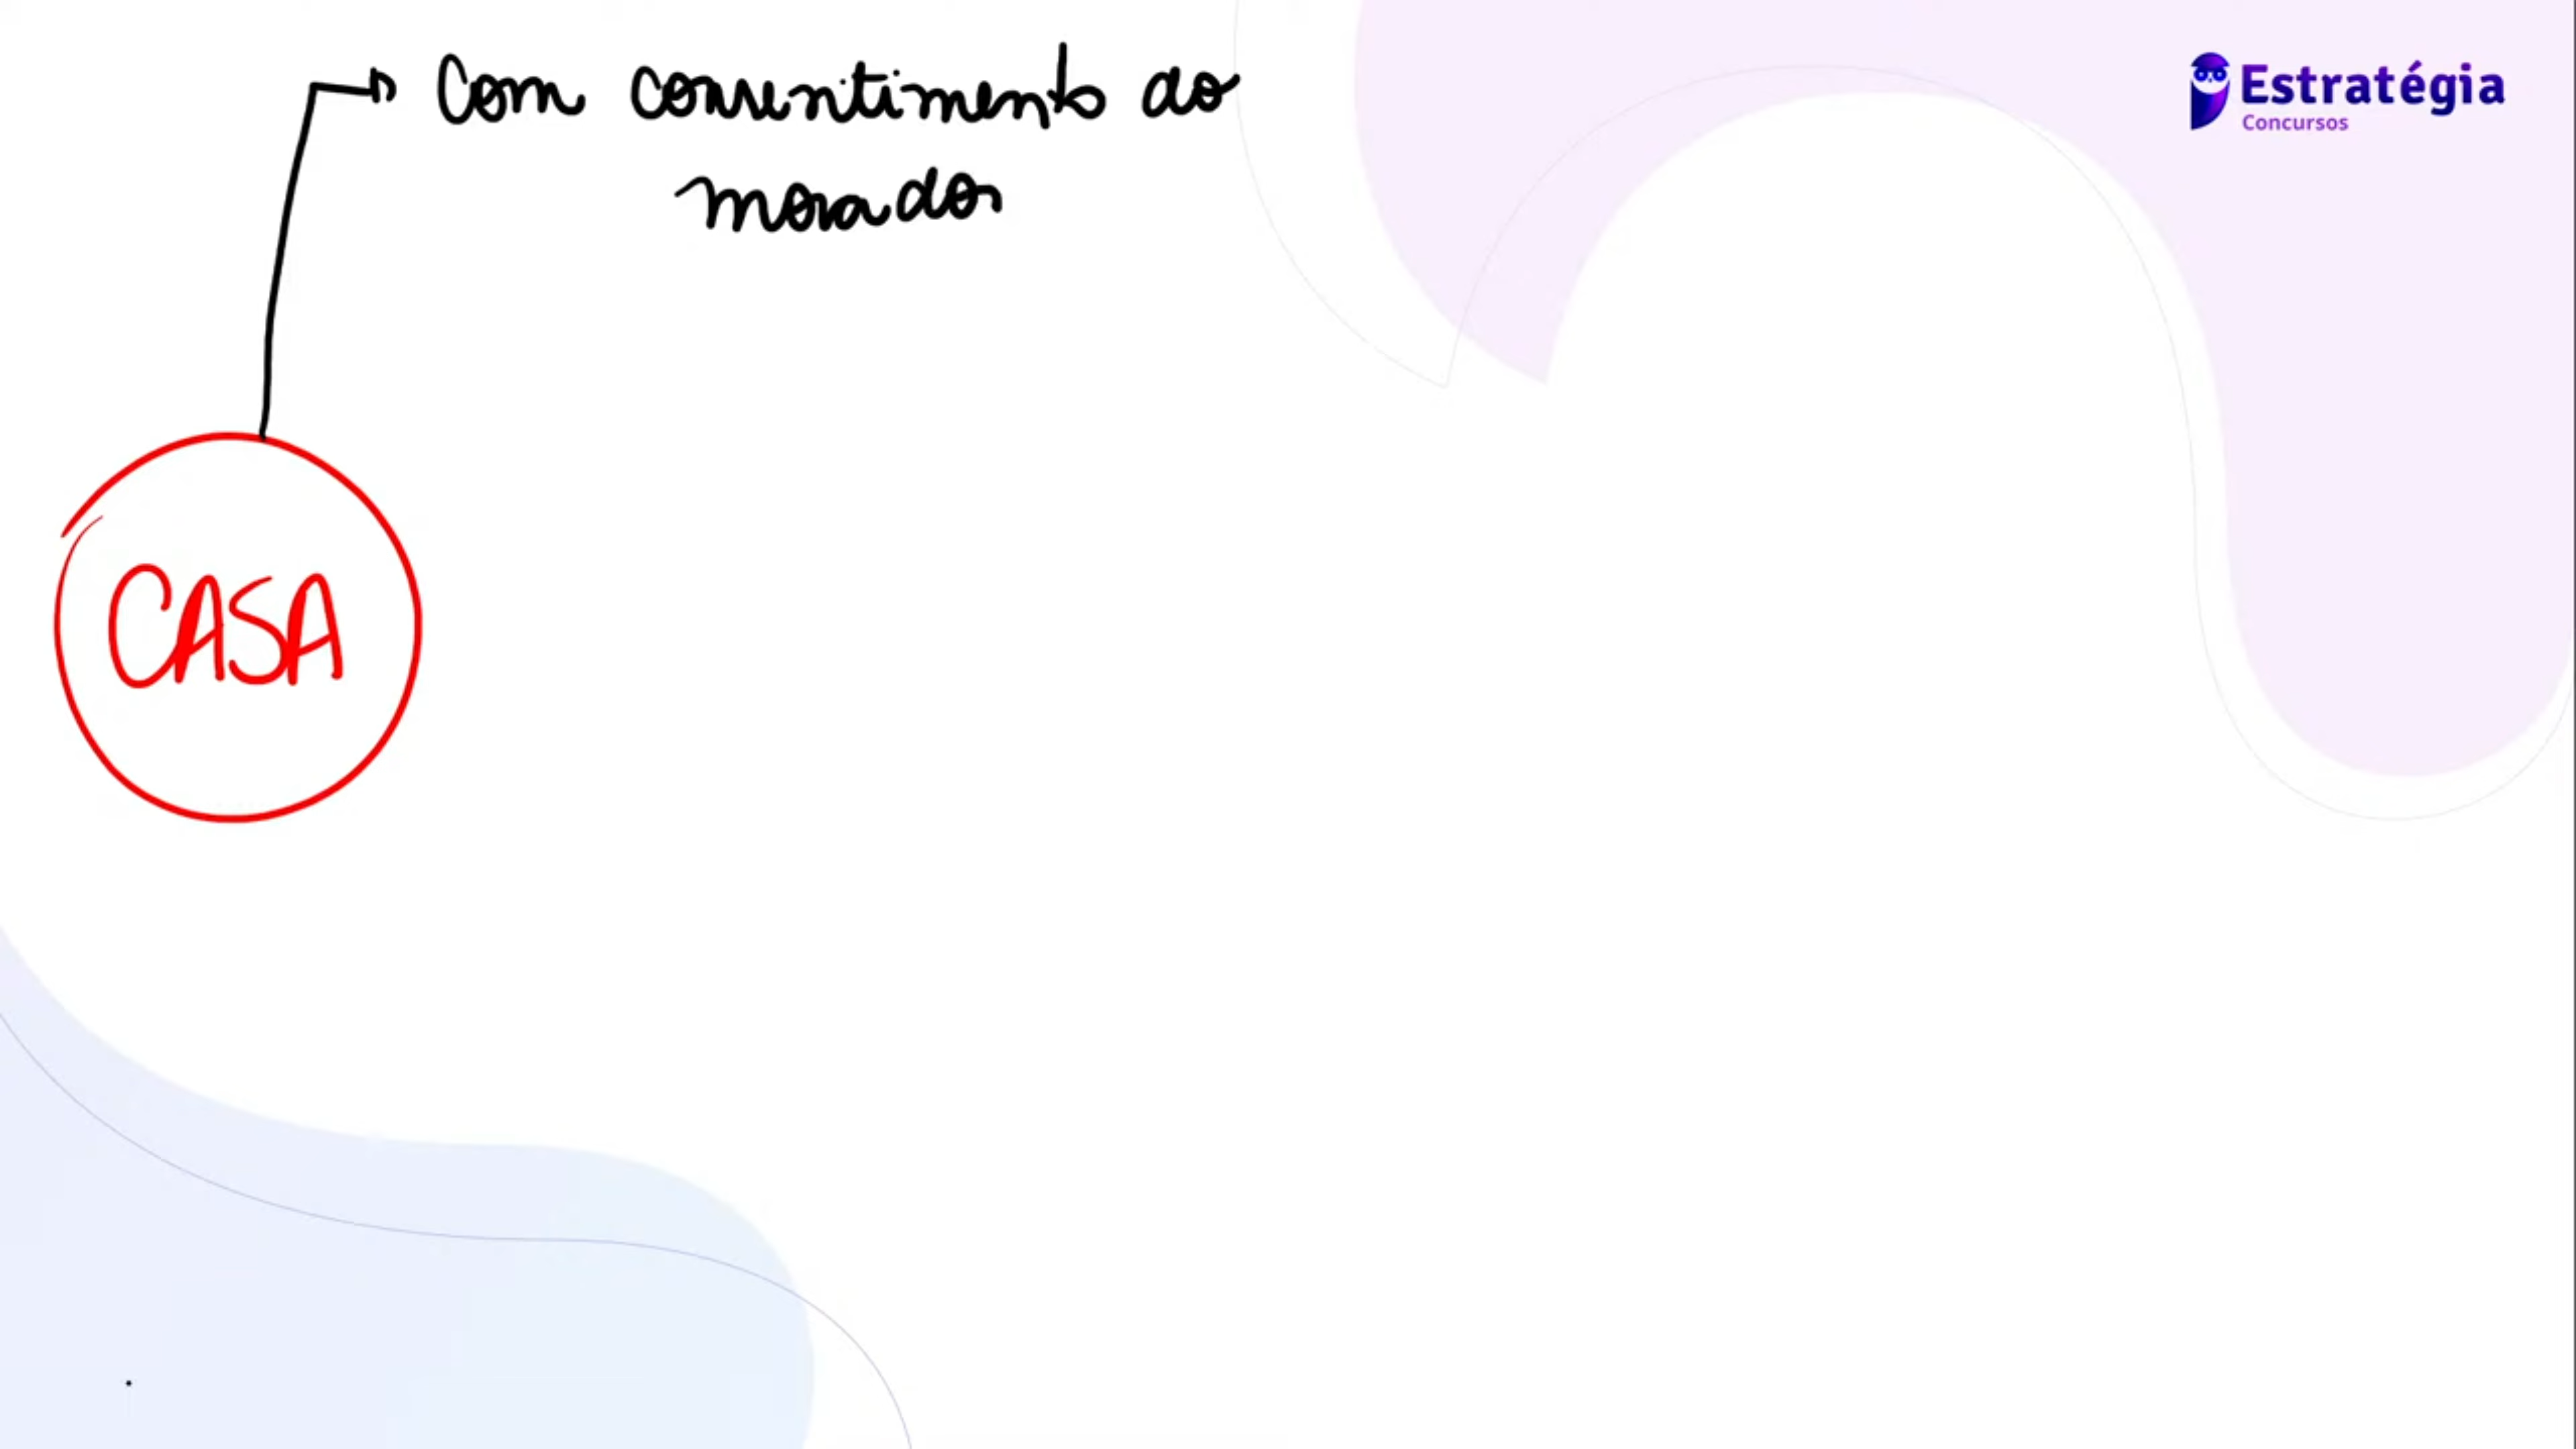 Com consentimento do
morador
Estratégia
Concursos
CASA